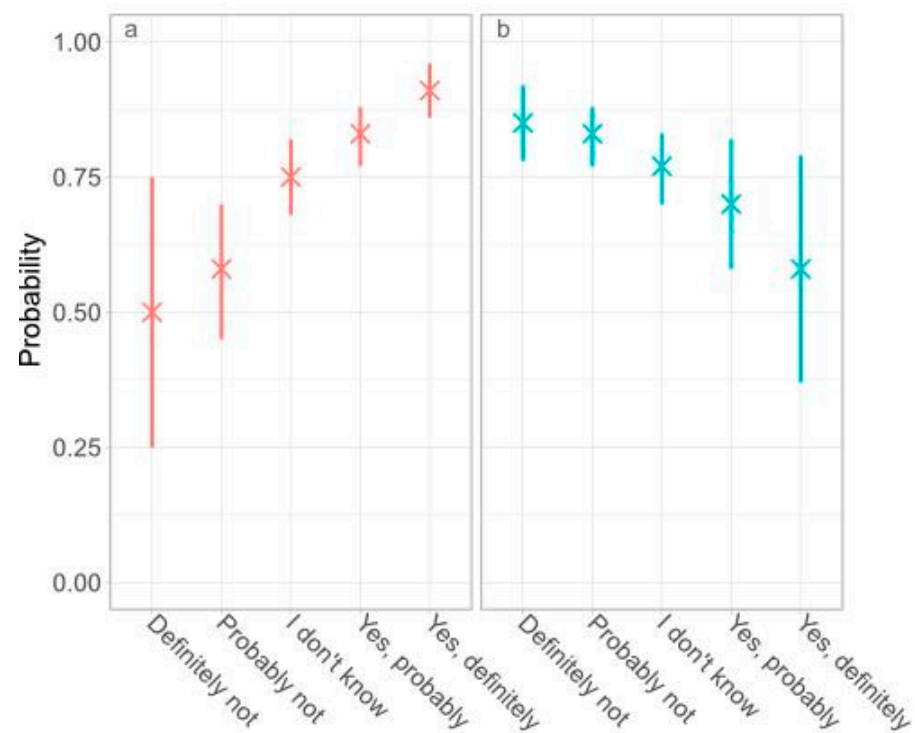 a
b
1.00
0.75
0.50
0.25
0.00
Probability
Definitely not
Probably not
I don't know
Yes, probably
Yes, definitely
Definitely not
Probably not
I don't know
Yes, probably
Yes, definitely